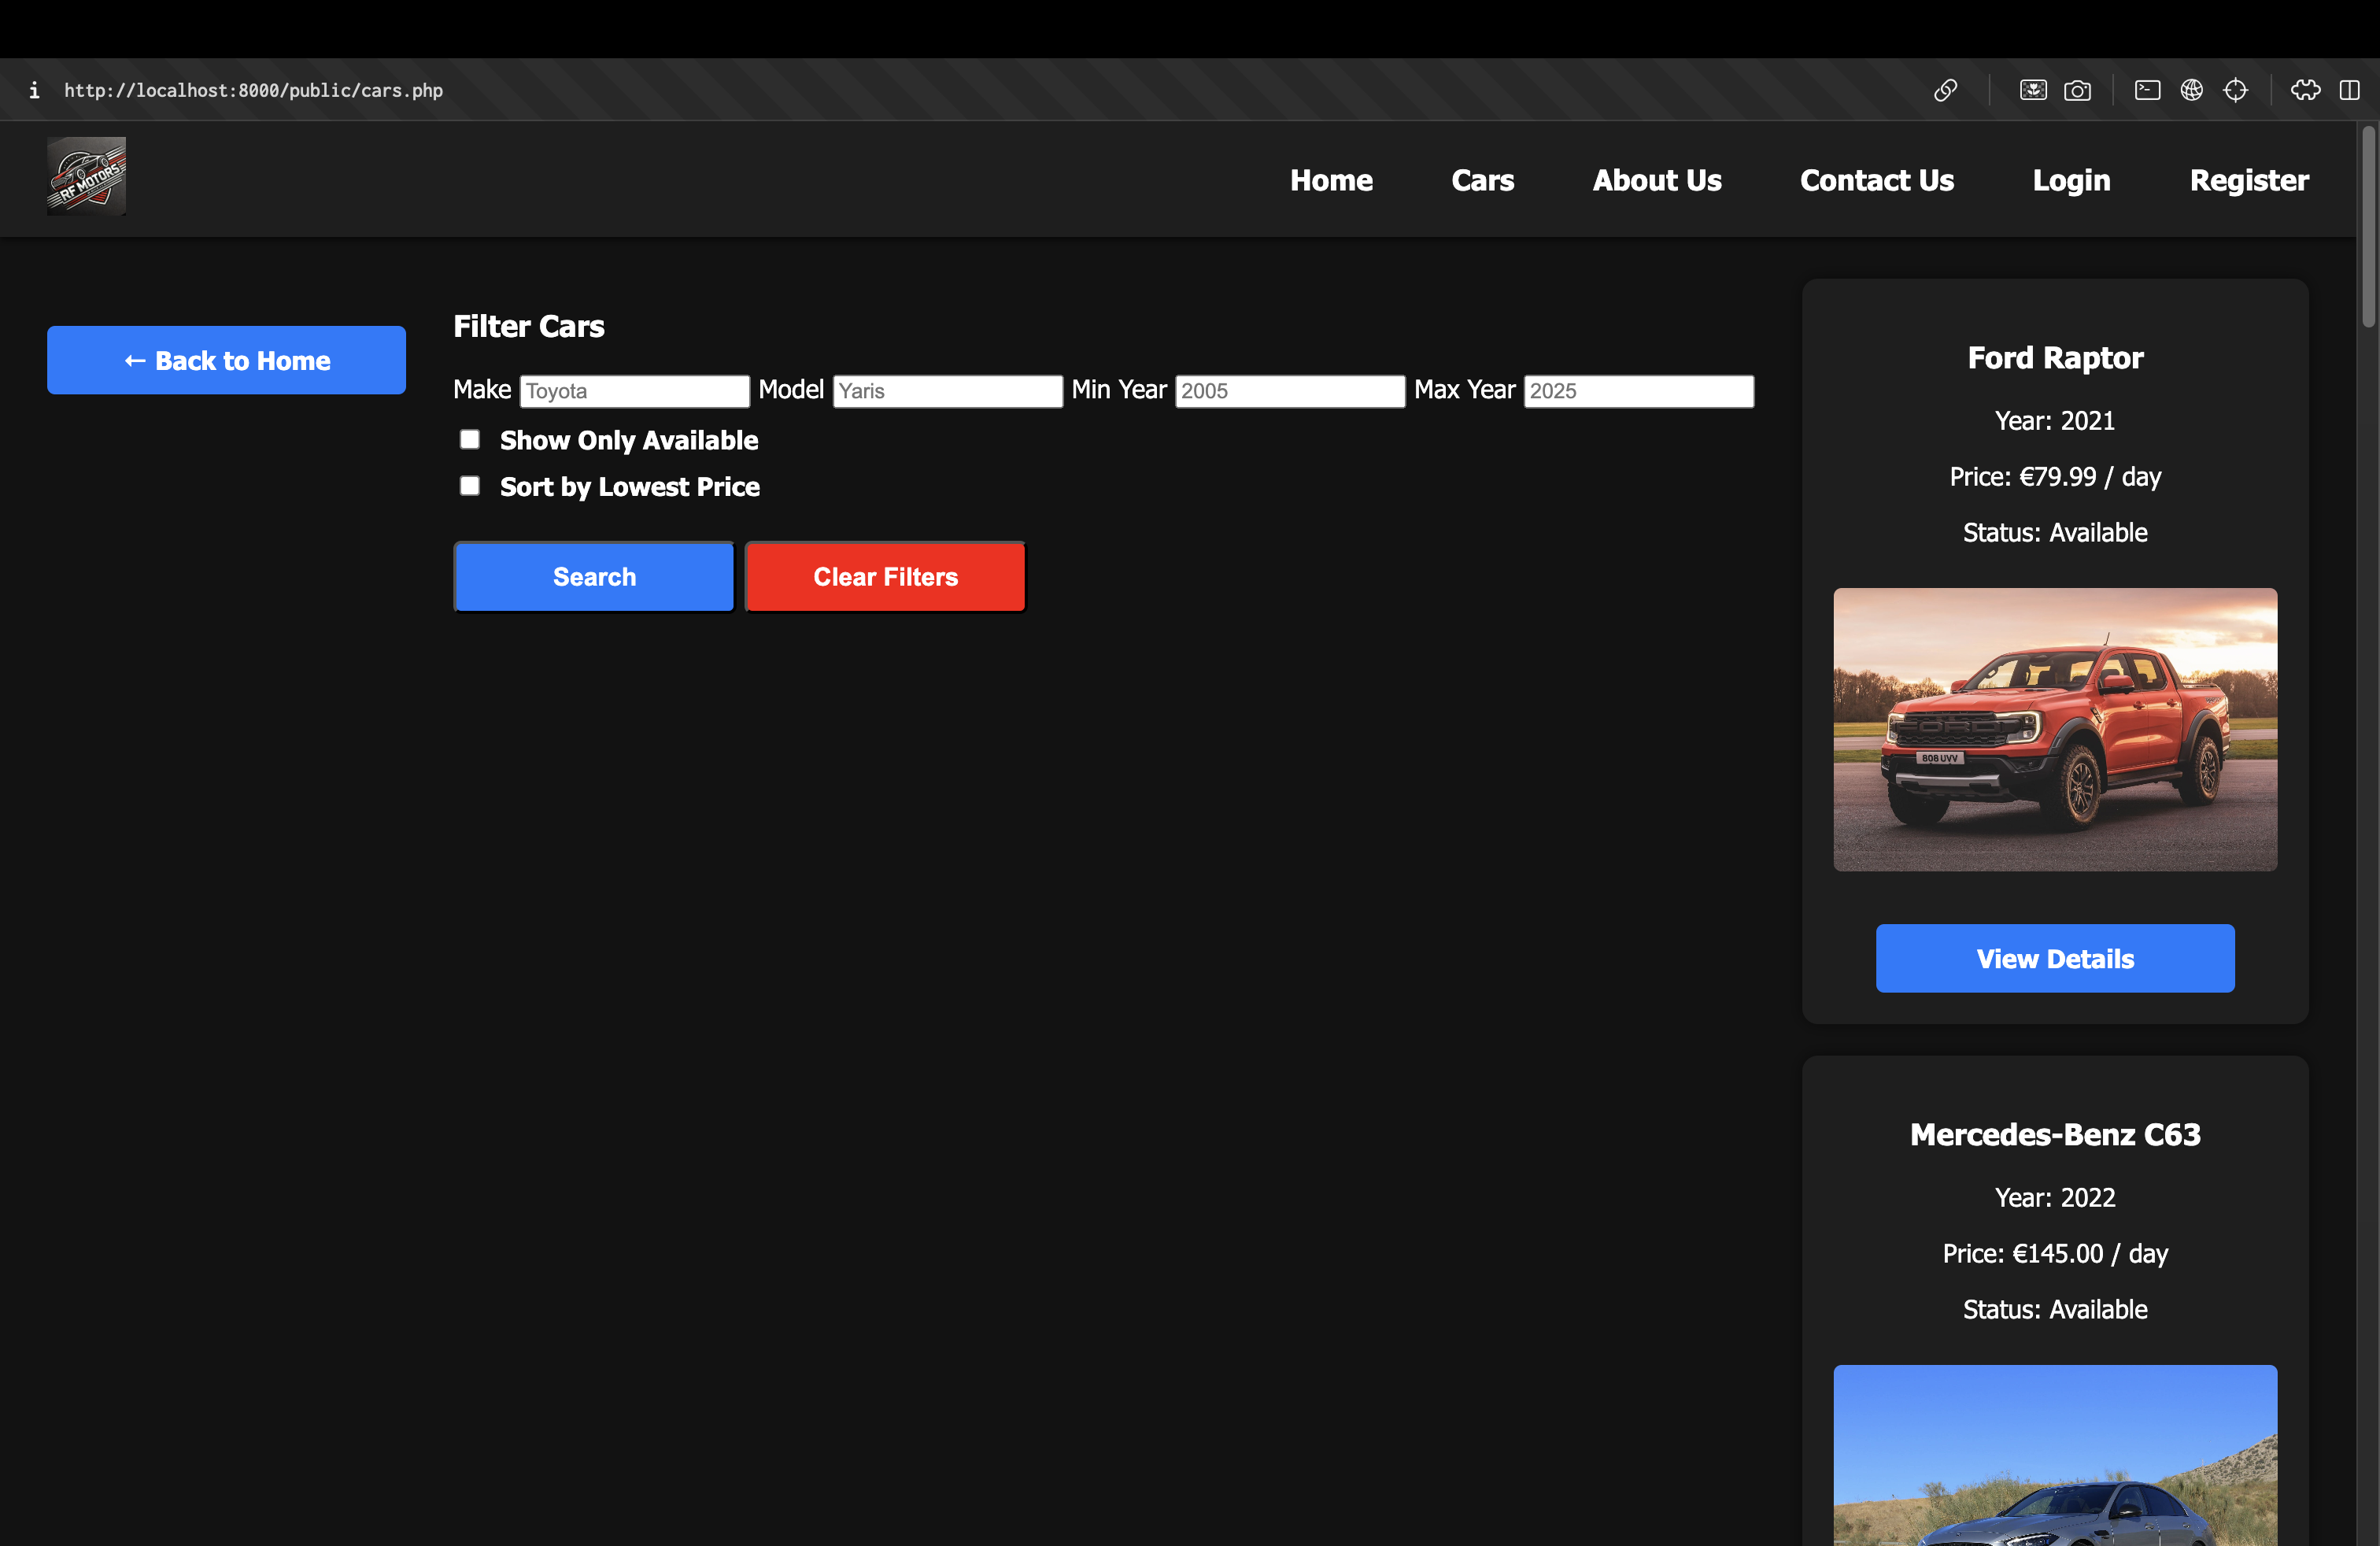 i http://localhost:8000/public/cars.php
RF MOTORS
Home Cars About Us Contact Us Login Register
← Back to Home
Filter Cars
Make Toyota Model Yaris Min Year 2005 Max Year 2025
Show Only Available
Sort by Lowest Price
Search Clear Filters
Ford Raptor
Year: 2021
Price: €79.99 / day
Status: Available
FORD
808 UVV
View Details
Mercedes-Benz C63
Year: 2022
Price: €145.00 / day
Status: Available